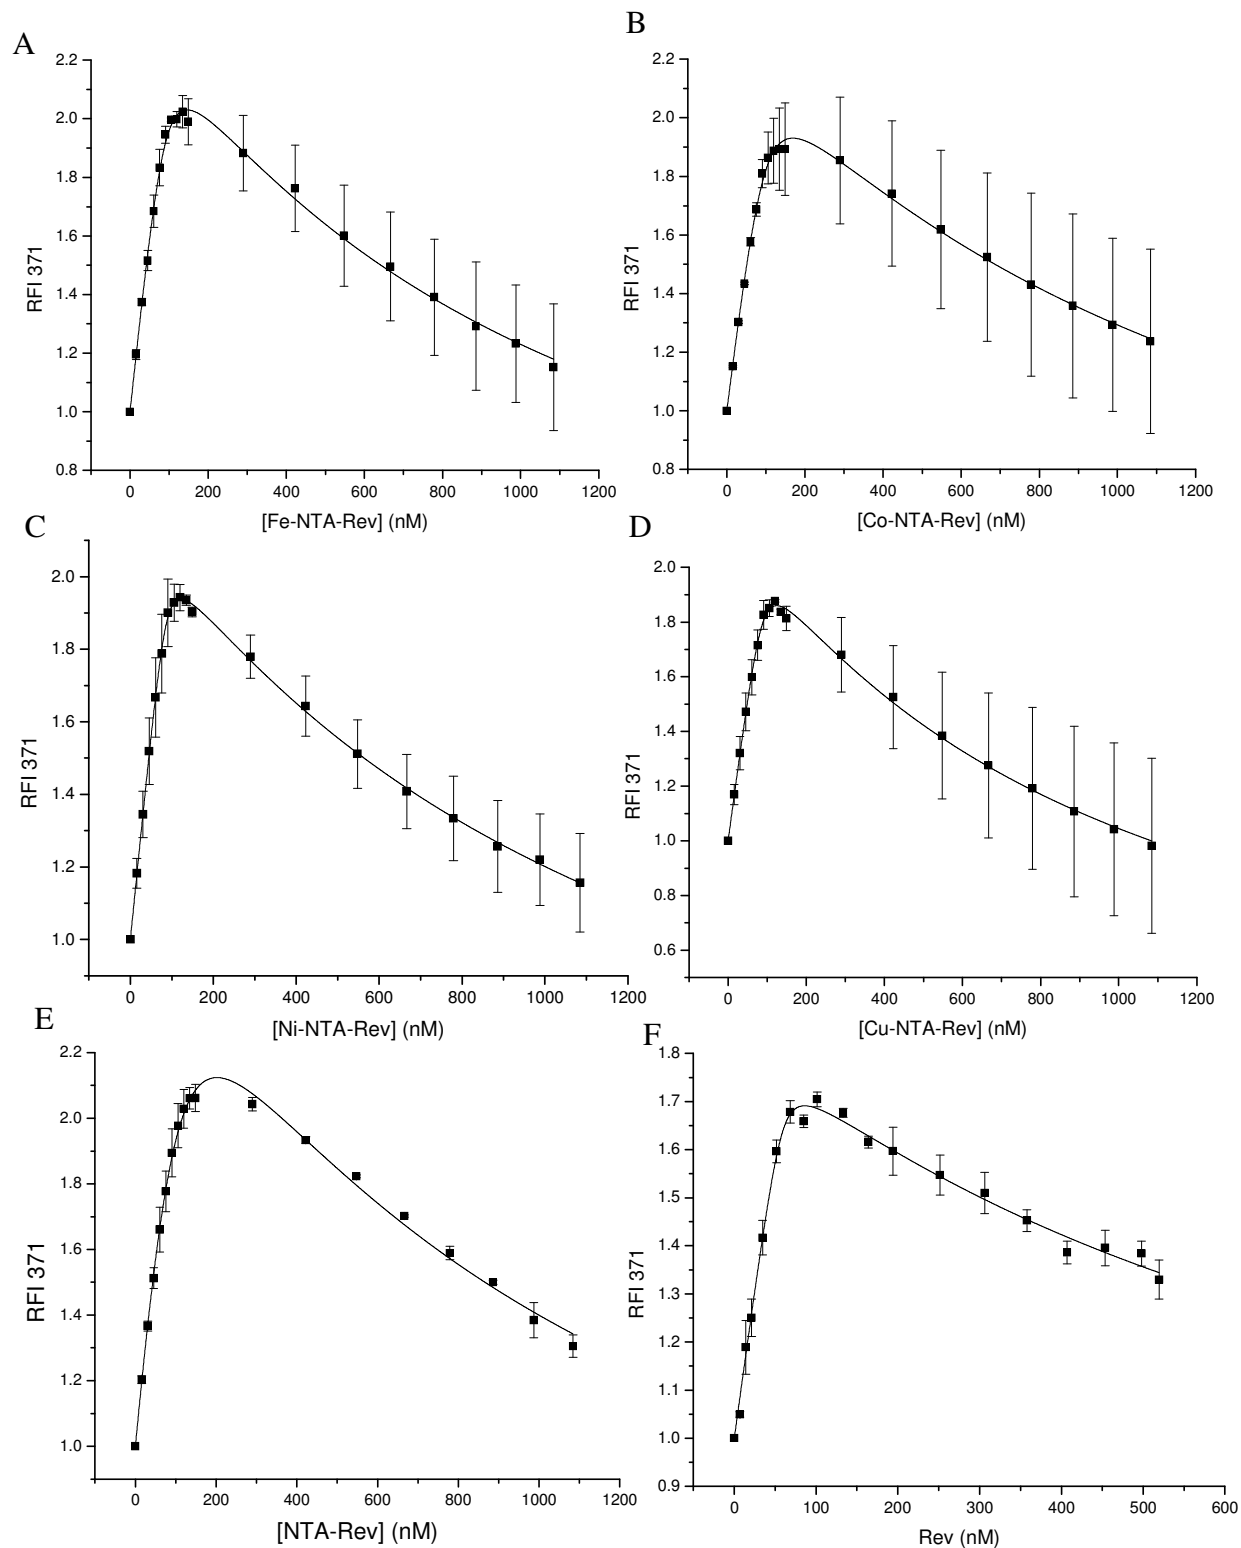 A
2.2
2.0
1.8
1.6
1.4
1.2
1.0
0.8
RFI 371
0 200 400 600 800 1000 1200
[Fe-NTA-Rev] (nM)
B
2.2
2.0
1.8
1.6
1.4
1.2
1.0
0.8
RFI 371
0 200 400 600 800 1000 1200
[Co-NTA-Rev] (nM)
C
2.0
1.8
1.6
1.4
1.2
1.0
RFI 371
0 200 400 600 800 1000 1200
[Ni-NTA-Rev] (nM)
D
2.0
1.8
1.6
1.4
1.2
1.0
0.8
0.6
RFI 371
0 200 400 600 800 1000 1200
[Cu-NTA-Rev] (nM)
E
2.2
2.0
1.8
1.6
1.4
1.2
1.0
RFI 371
0 200 400 600 800 1000 1200
[NTA-Rev] (nM)
F
1.8
1.7
1.6
1.5
1.4
1.3
1.2
1.1
1.0
0.9
RFI 371
0 100 200 300 400 500 600
Rev (nM)